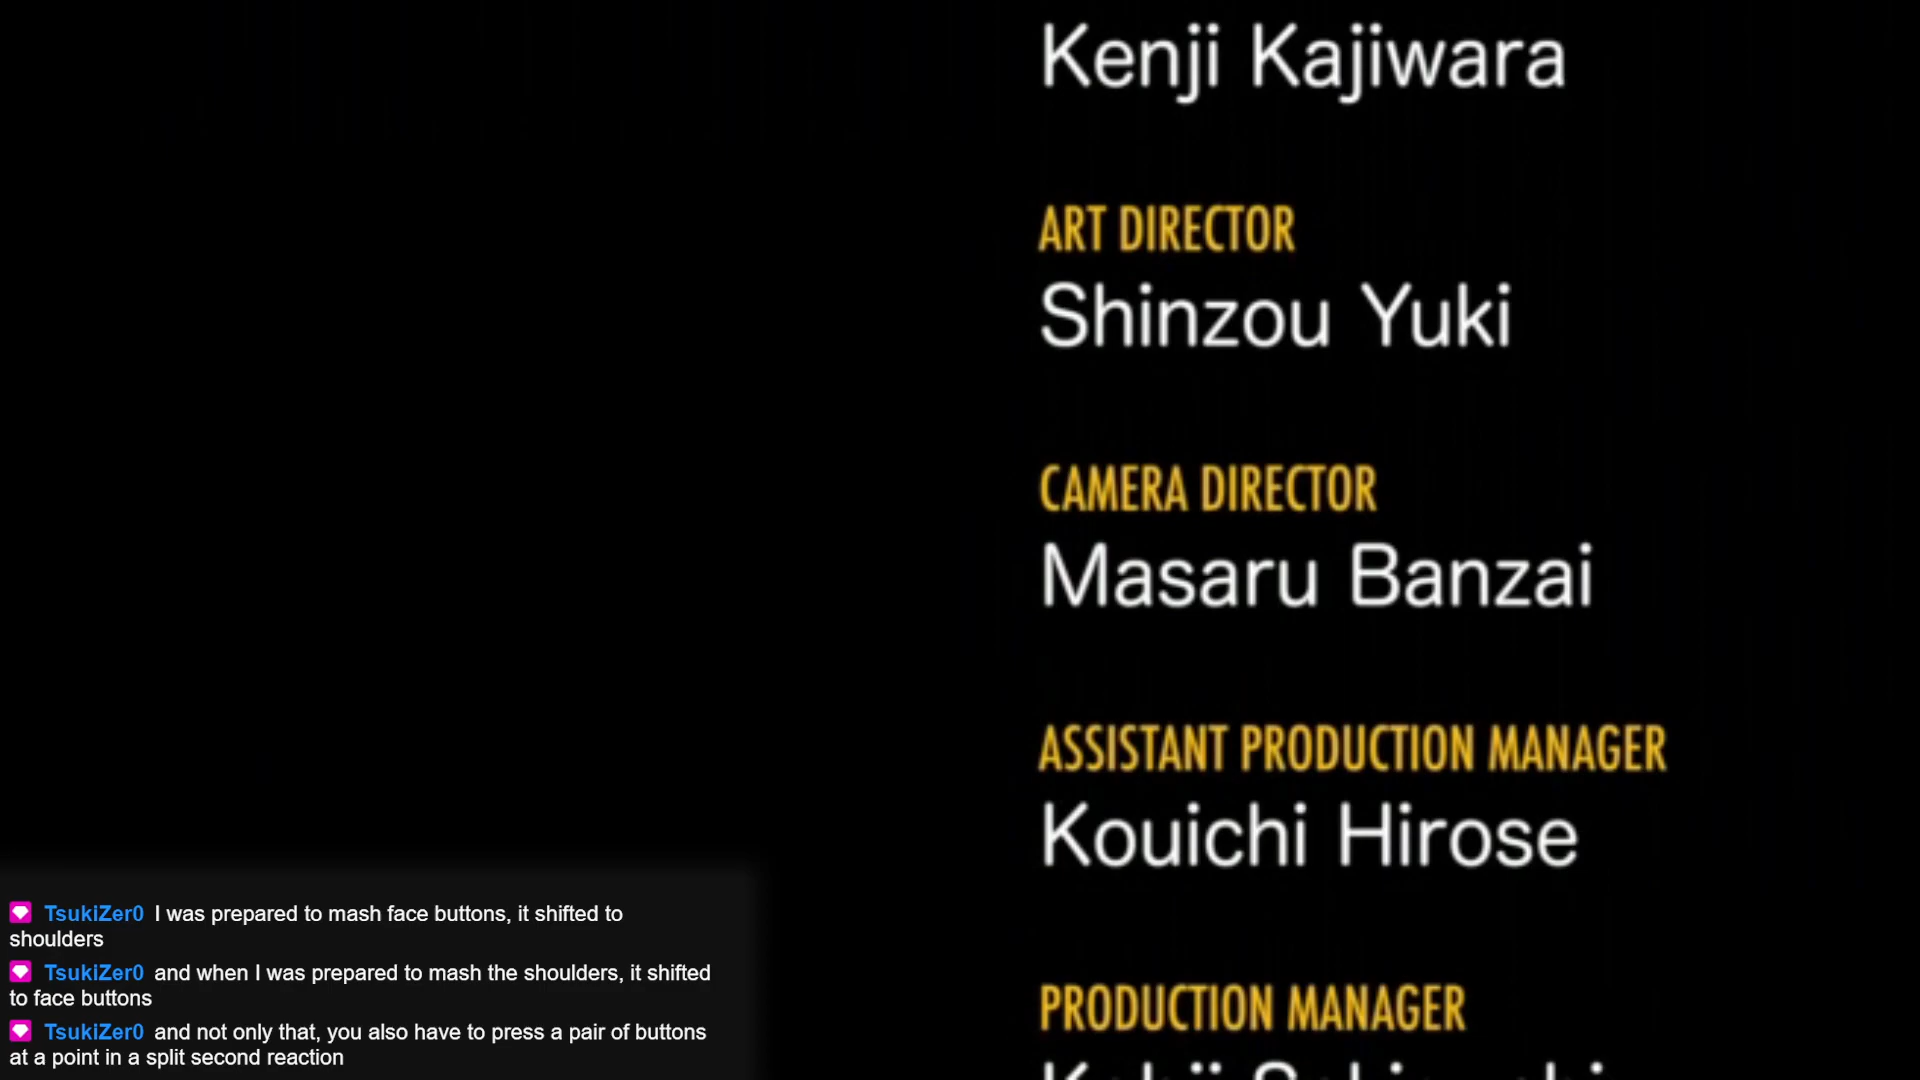 Kenji Kajiwara
ART DIRECTOR
Shinzou Yuki
CAMERA DIRECTOR
Masaru Banzai
ASSISTANT PRODUCTION MANAGER
Kouichi Hirose
PRODUCTION MANAGER
TsukiZer0 I was prepared to mash face buttons, it shifted to
shoulders
TsukiZer0 and when I was prepared to mash the shoulders, it shifted
to face buttons
TsukiZer0 and not only that, you also have to press a pair of buttons
at a point in a split second reaction